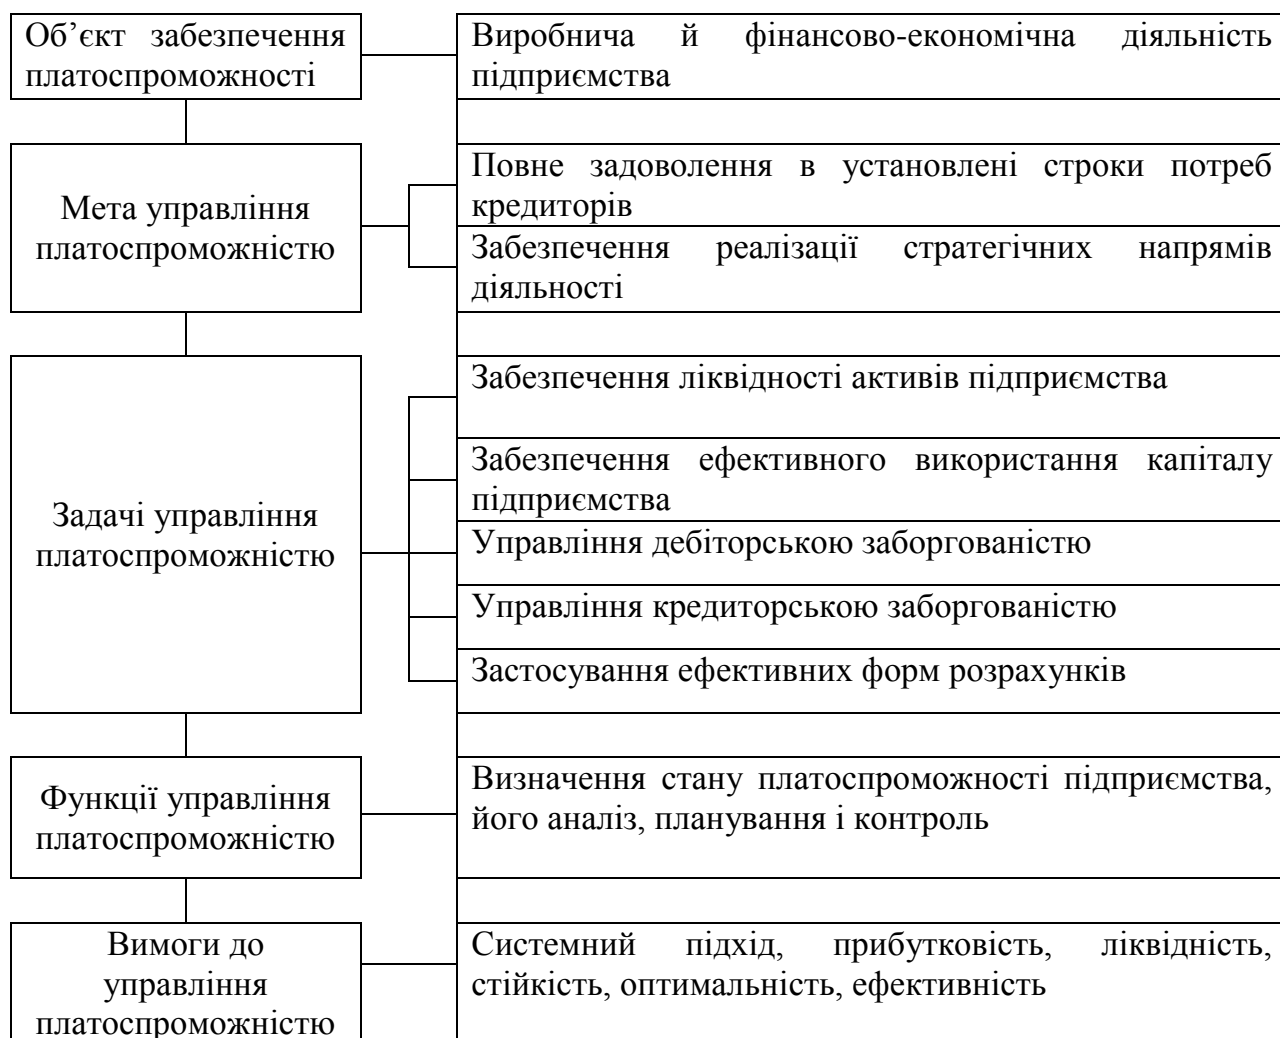 Об’єкт забезпечення
платоспроможності
Виробнича й фінансово-економічна діяльність
підприємства
Мета управління
платоспроможністю
Повне задоволення в установлені строки потреб
кредиторів
Забезпечення реалізації стратегічних напрямів
діяльності
Задачі управління
платоспроможністю
Забезпечення ліквідності активів підприємства
Забезпечення ефективного використання капіталу
підприємства
Управління дебіторською заборгованістю
Управління кредиторською заборгованістю
Застосування ефективних форм розрахунків
Функції управління
платоспроможністю
Визначення стану платоспроможності підприємства,
його аналіз, планування і контроль
Вимоги до
управління
платоспроможністю
Системний підхід, прибутковість, ліквідність,
стійкість, оптимальність, ефективність